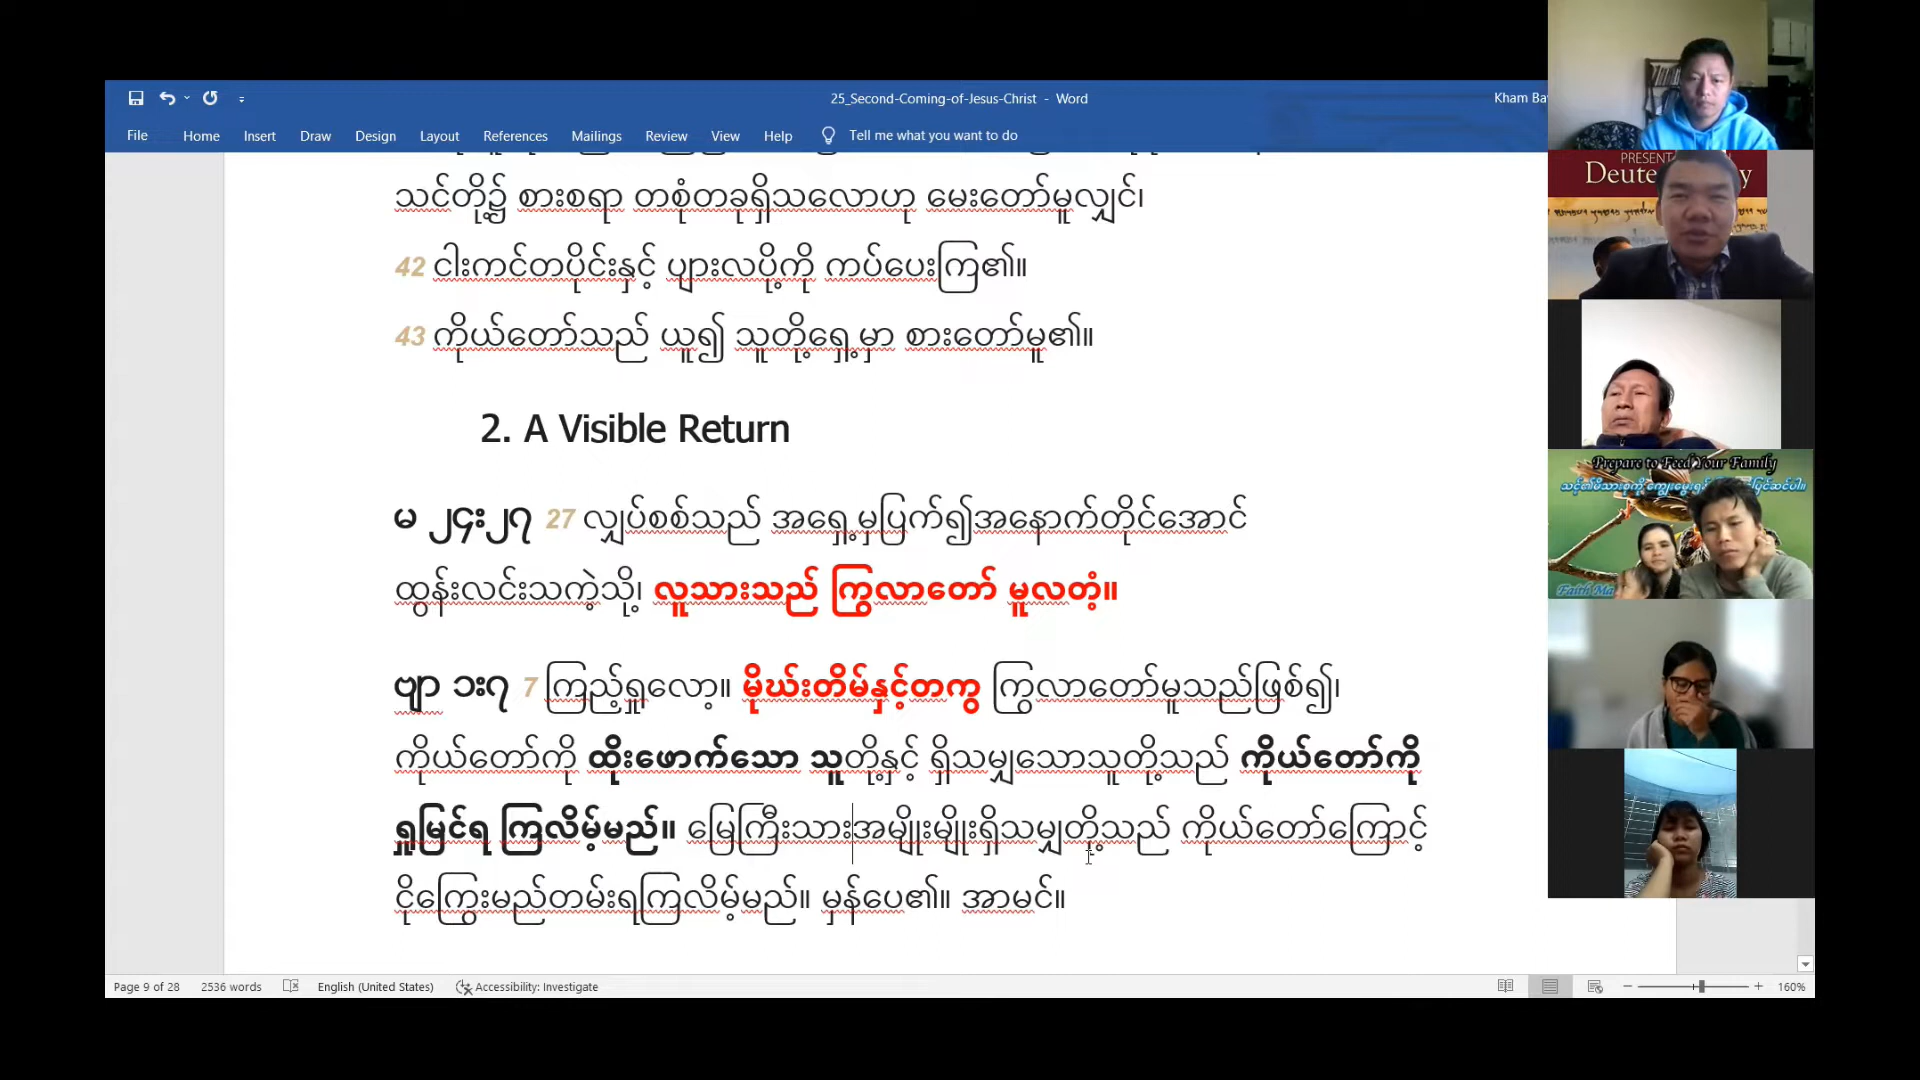 25_Second-Coming-of-Jesus-Christ - Word
Kham
File Home Insert Draw Design Layout References Mailings Review View Help Tell me what you want to do
သင်တို့၌ စားစရာ တစုံတခုရှိသလောဟု မေးတော်မူလျှင်၊
42 ငါးကင်တပိုင်းနှင့် ပျားလပို့ကို ကပ်ပေးကြ၏။
43 ကိုယ်တော်သည် ယူ၍ သူတို့ရှေ့မှာ စားတော်မူ၏။
2. A Visible Return
မ ၂၄း၂၇ 27 လျှပ်စစ်သည် အရှေ့မှပြက်၍အနောက်တိုင်အောင်
ထွန်းလင်းသကဲ့သို့၊ လူသားသည် ကြွလာတော် မူလတံ့။
ဗျာ ၁း၇ 7 ကြည့်ရှုလော့။ မိုဃ်းတိမ်နှင့်တကွ ကြွလာတော်မူသည်ဖြစ်၍၊
ကိုယ်တော်ကို ထိုးဖောက်သော သူတို့နှင့် ရှိသမျှသောသူတို့သည် ကိုယ်တော်ကို
ရှုမြင်ရ ကြလိမ့်မည်။ မြေကြီးသားအမျိုးမျိုးရှိသမျှတို့သည် ကိုယ်တော်ကြောင့်
ငိုကြွေးမည်တမ်းရကြလိမ့်မည်။ မှန်ပေ၏။ အာမင်။
Page 9 of 28 2536 words English (United States) Accessibility: Investigate 160%
PRESENT
Deute y
Prepare to Feed Your Family
Faith Ma